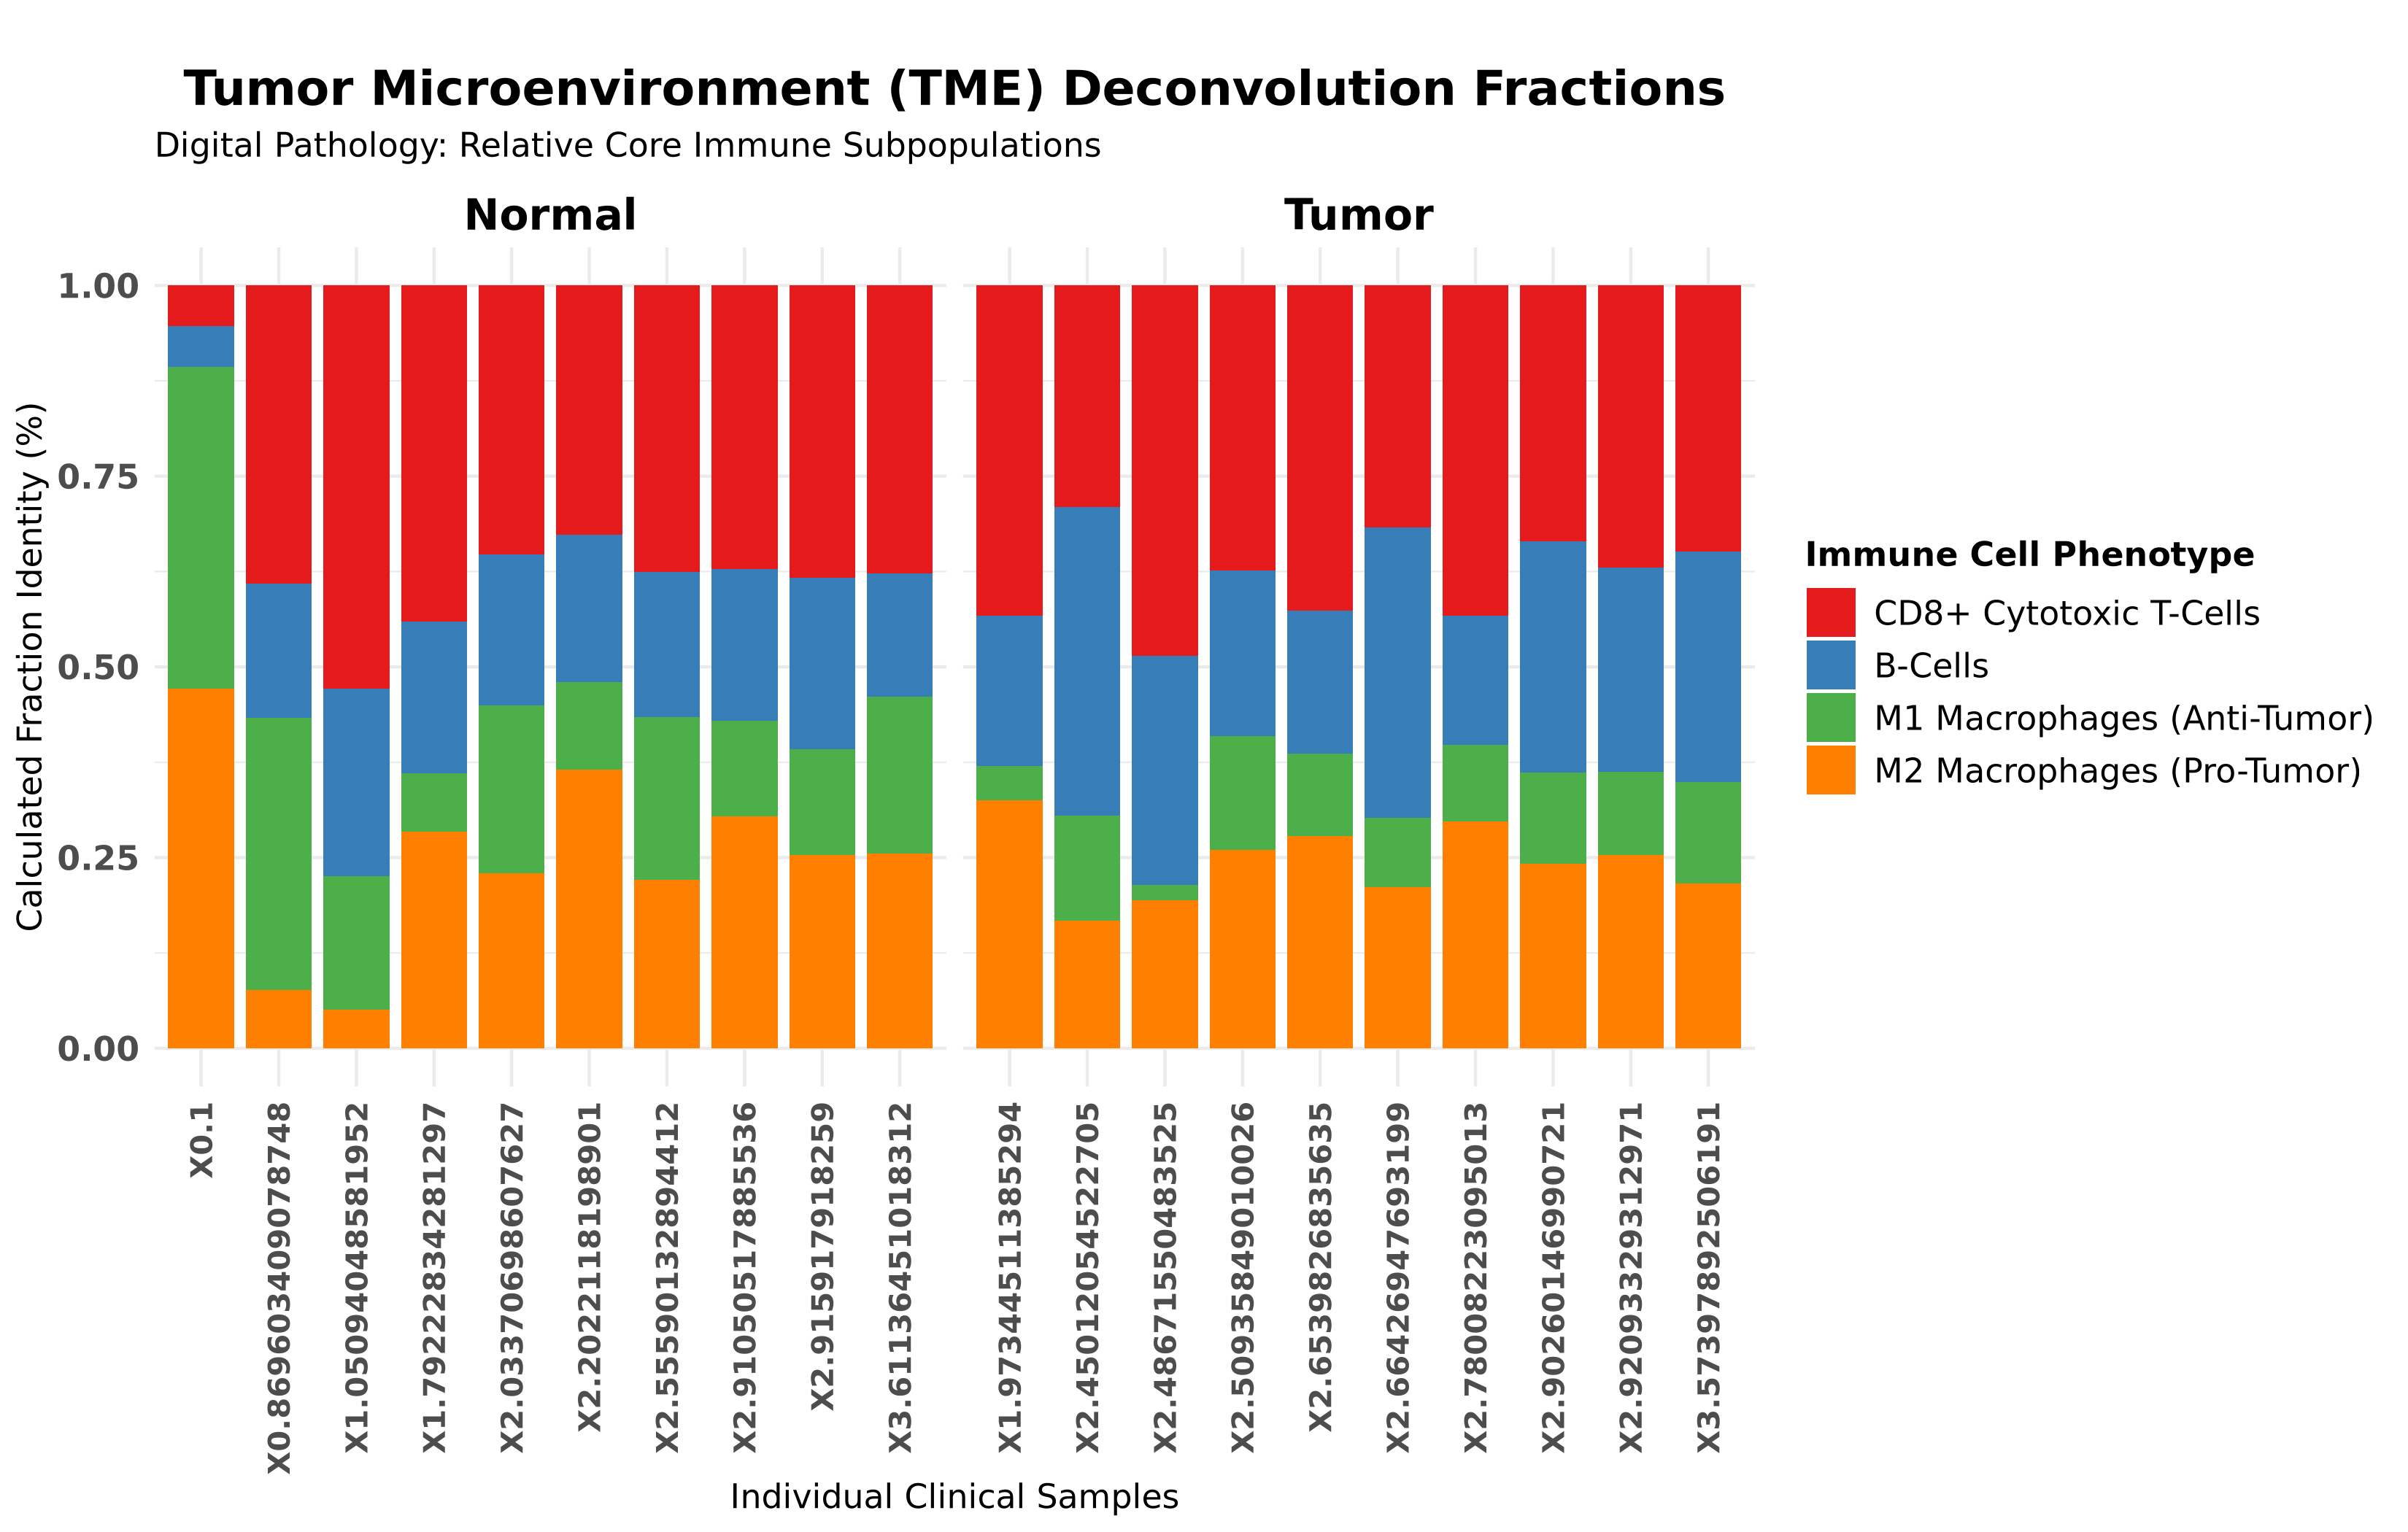 Tumor Microenvironment (TME) Deconvolution Fractions
Digital Pathology: Relative Core Immune Subpopulations
Normal
Tumor
Calculated Fraction Identity (%)
1.00
0.75
0.50
0.25
0.00
X0.1
X0.869603409078748
X1.05094048581952
X1.79222834281297
X2.03370698607627
X2.2022118198901
X2.55590132894412
X2.91050517885536
X2.915917918259
X3.61136451018312
X1.97344511385294
X2.45012054522705
X2.48671550483525
X2.50935849010026
X2.6539826835635
X2.66426947693199
X2.78008223095013
X2.90260146990721
X2.92093329312971
X3.57397892506191
Individual Clinical Samples
Immune Cell Phenotype
CD8+ Cytotoxic T-Cells
B-Cells
M1 Macrophages (Anti-Tumor)
M2 Macrophages (Pro-Tumor)